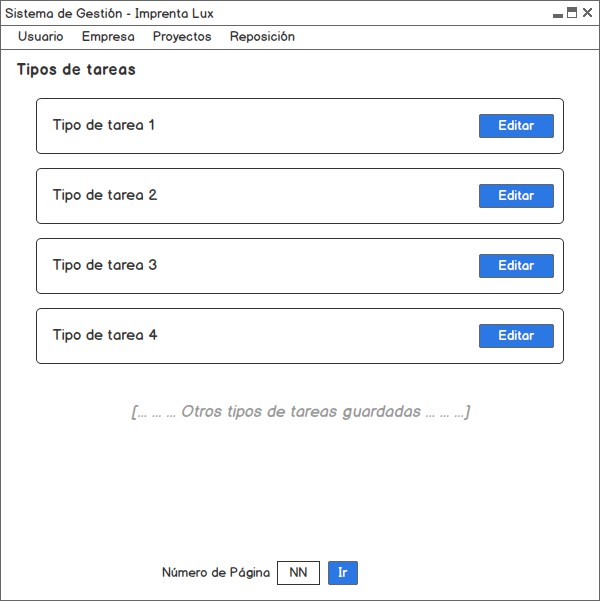 Sistema de Gestión - Imprenta Lux
Usuario Empresa Proyectos Reposición
Tipos de tareas
Tipo de tarea 1 Editar
Tipo de tarea 2 Editar
Tipo de tarea 3 Editar
Tipo de tarea 4 Editar
[... ... ... Otros tipos de tareas guardadas ... ... ...]
Número de Página NN Ir